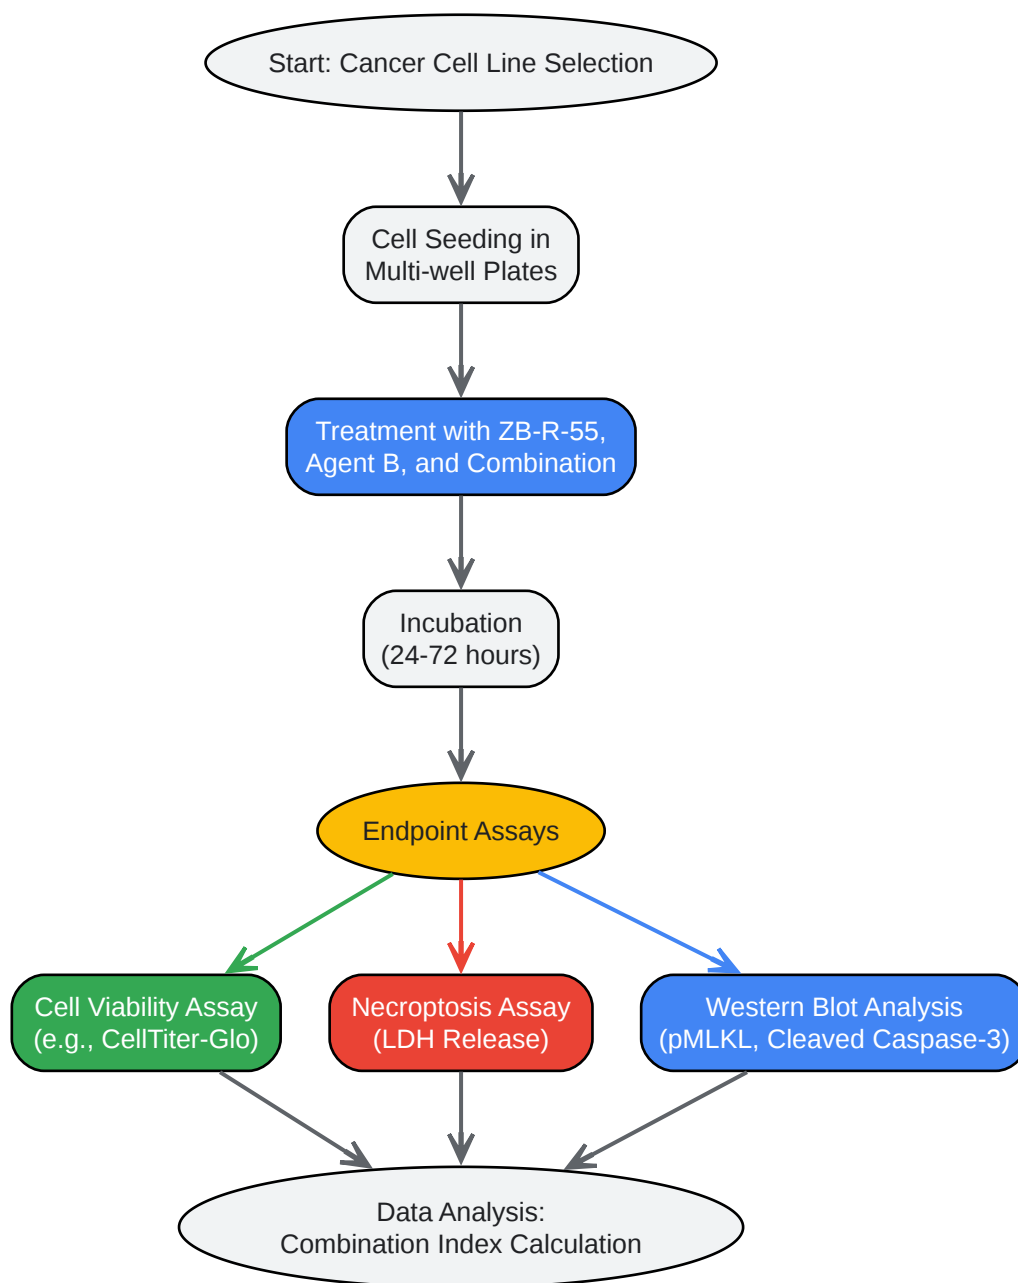 Start: Cancer Cell Line Selection
Cell Seeding in
Multi-well Plates
Treatment with ZB-R-55,
Agent B, and Combination
Incubation
(24-72 hours)
Endpoint Assays
Cell Viability Assay
(e.g., CellTiter-Glo)
Necroptosis Assay
(LDH Release)
Western Blot Analysis
(pMLKL, Cleaved Caspase-3)
Data Analysis:
Combination Index Calculation